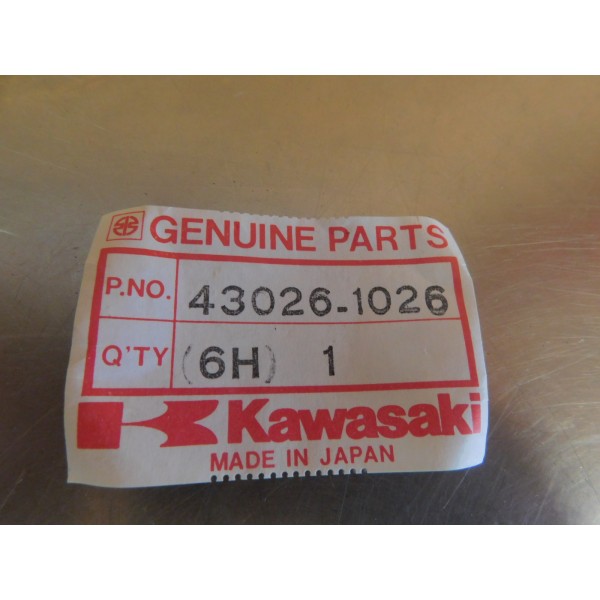 GENUINE PARTS
P.NO. 43026-1026
Q'TY (6H) 1
Kawasaki
MADE IN JAPAN